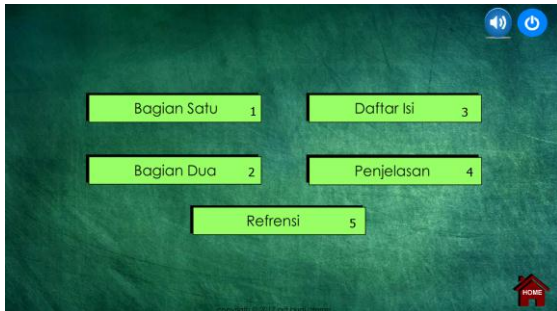 Bagian Satu 1
Daftar Isi 3
Bagian Dua 2
Penjelasan 4
Refrensi 5
HOME